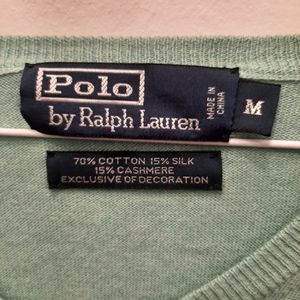 Polo
by Ralph Lauren
MADE IN
CHINA
M
70% COTTON 15% SILK
15% CASHMERE
EXCLUSIVE OF DECORATION